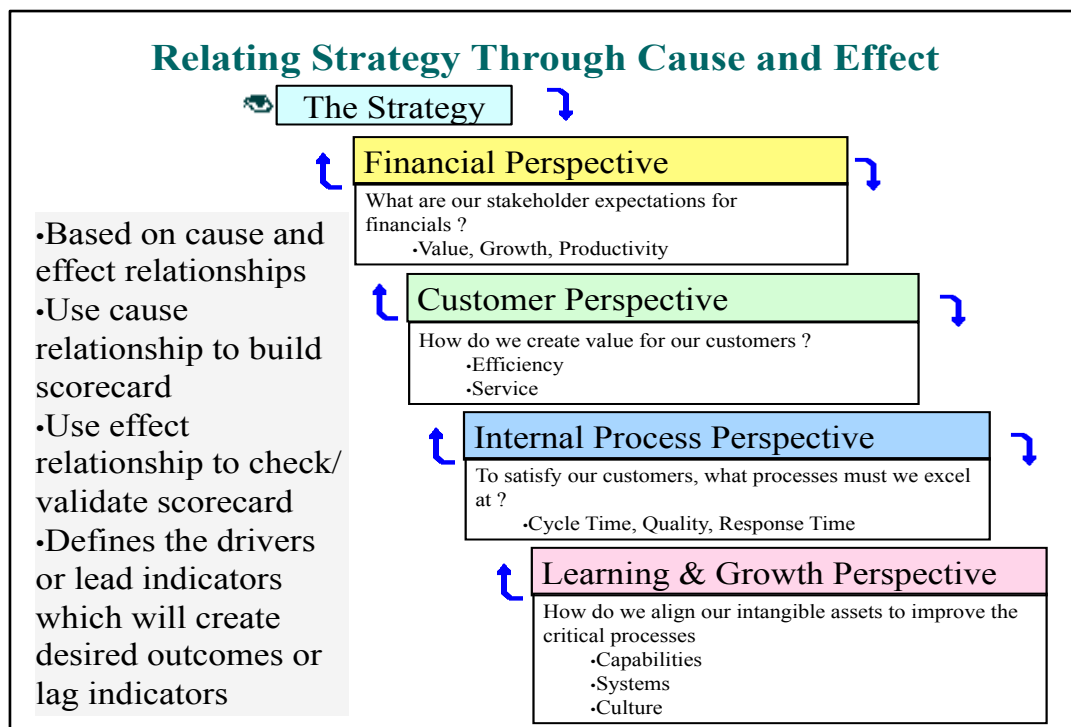 Relating Strategy Through Cause and Effect
The Strategy
Financial Perspective
What are our stakeholder expectations for
financials ?
•Value, Growth, Productivity
•Based on cause and
effect relationships
•Use cause
relationship to build
scorecard
•Use effect
relationship to check/
validate scorecard
•Defines the drivers
or lead indicators
which will create
desired outcomes or
lag indicators
Customer Perspective
How do we create value for our customers ?
•Efficiency
•Service
Internal Process Perspective
To satisfy our customers, what processes must we excel
at ?
•Cycle Time, Quality, Response Time
Learning & Growth Perspective
How do we align our intangible assets to improve the
critical processes
•Capabilities
•Systems
•Culture